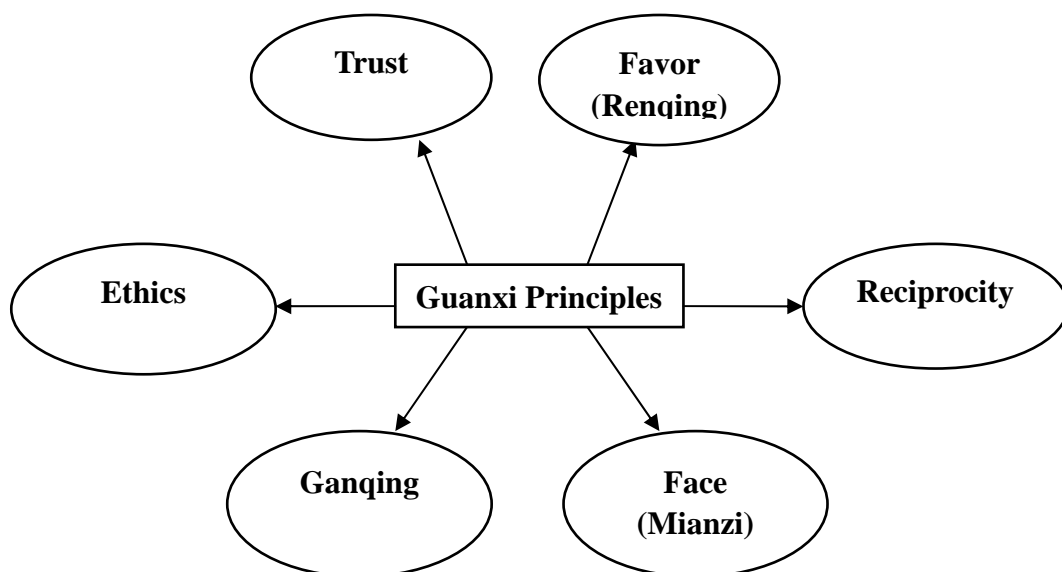 Trust
Favor
(Renqing)
Ethics
Guanxi Principles
Reciprocity
Ganqing
Face
(Mianzi)